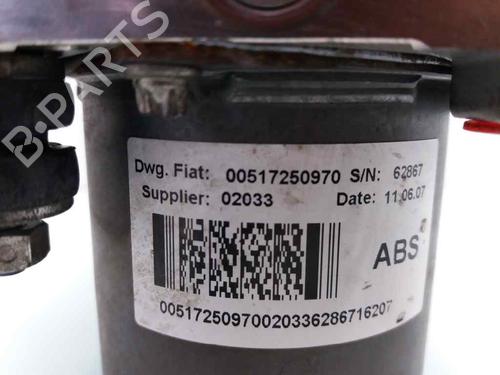 B-PARTS
Dwg. Fiat: 00517250970 S/N: 62867
Supplier: 02033 Date: 11.06.07
ABS
00517250970020336286716207